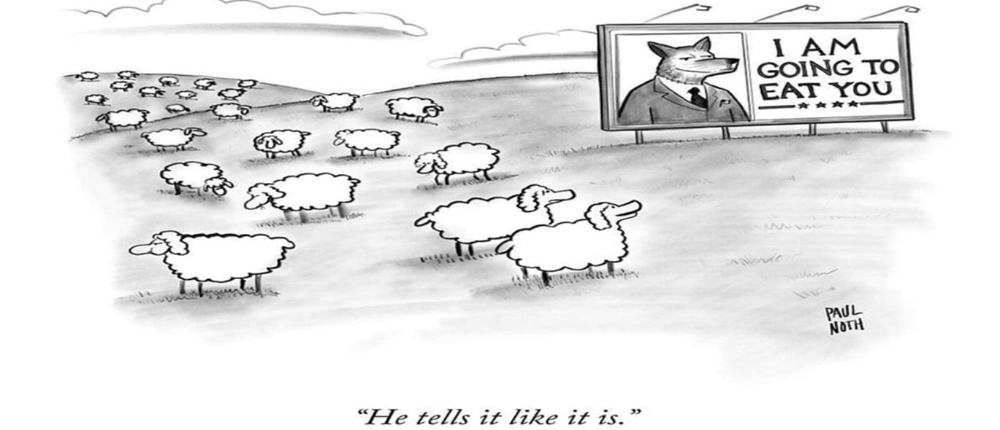 I AM
GOING TO
EAT YOU
PAUL
NOTH
“He tells it like it is.”